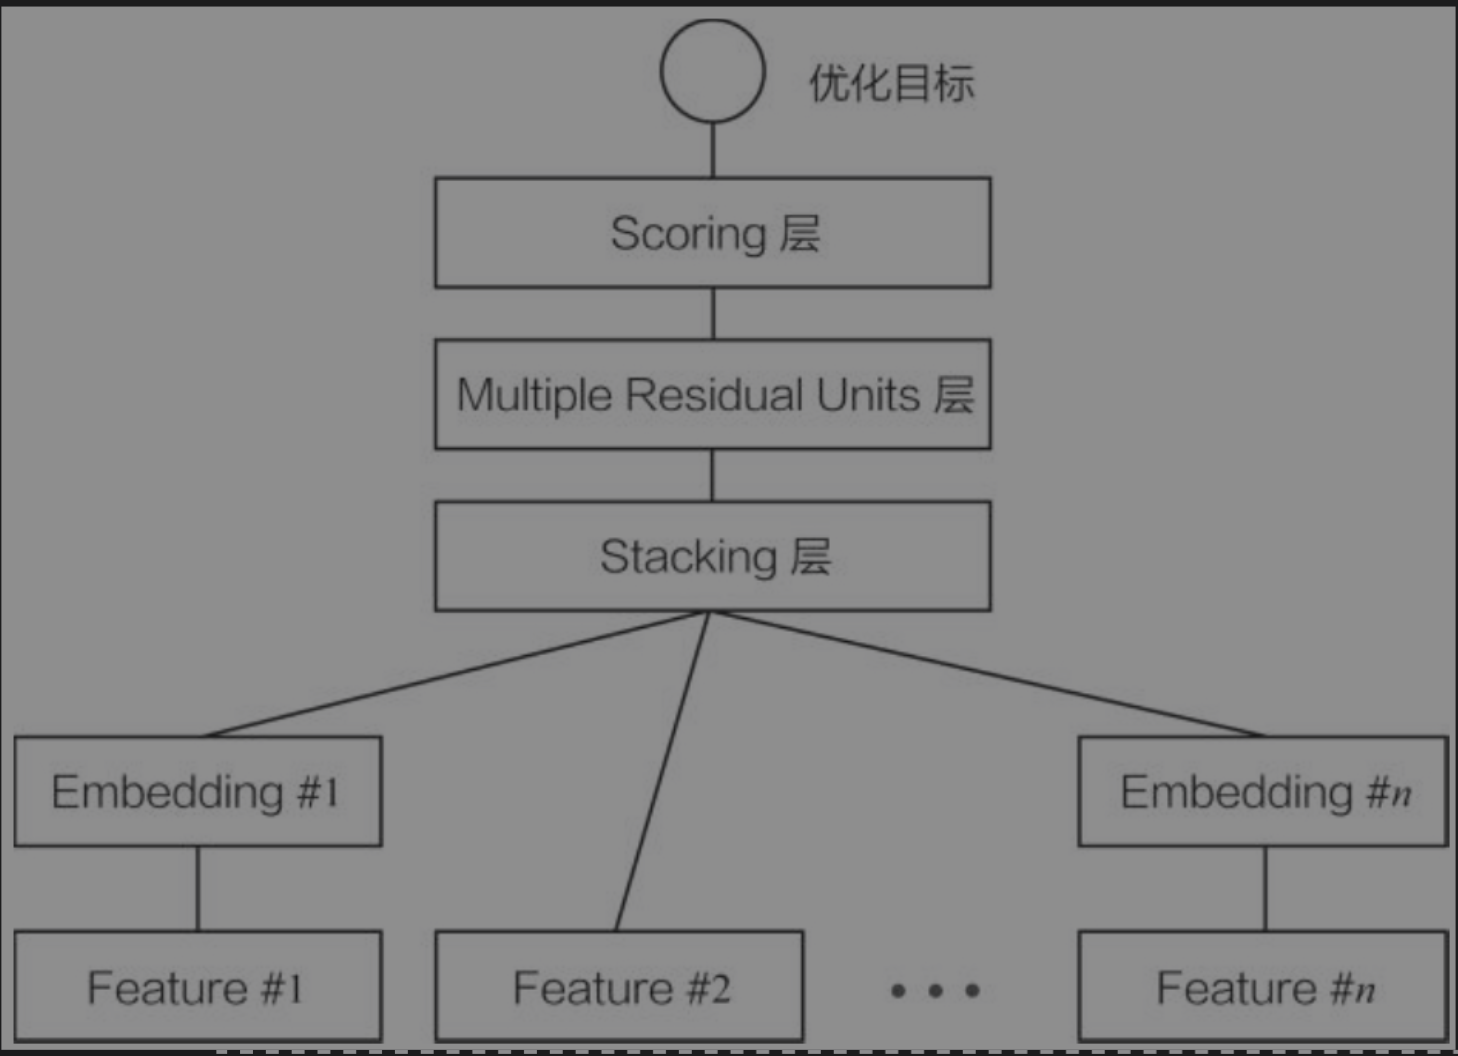 优化目标
Scoring 层
Multiple Residual Units 层
Stacking 层
Embedding #1
Embedding #n
Feature #1
Feature #2
• • •
Feature #n